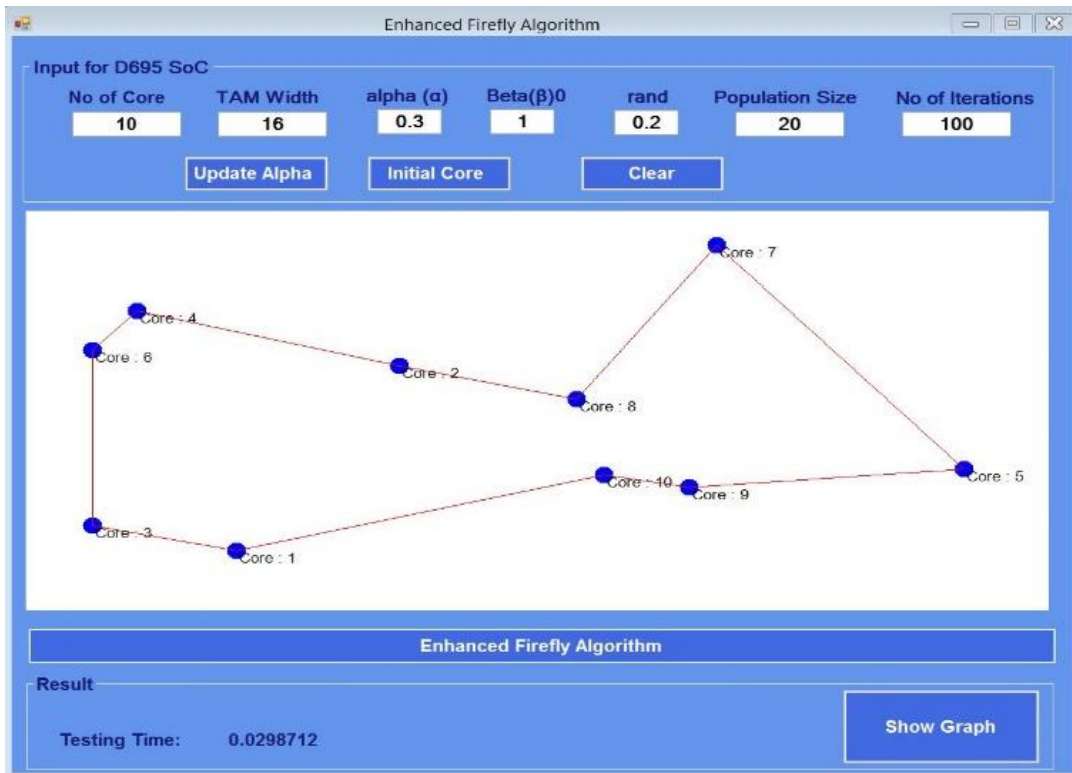 Enhanced Firefly Algorithm
Input for D695 SoC
No of Core TAM Width alpha (α) Beta(β)0 rand Population Size No of Iterations
10 16 0.3 1 0.2 20 100
Update Alpha Initial Core Clear
Core : 7
Core : 4
Core : 6
Core : 2
Core : 8
Core : 5
Core : 10
Core : 9
Core : 3
Core : 1
Enhanced Firefly Algorithm
Result
Show Graph
Testing Time: 0.0298712